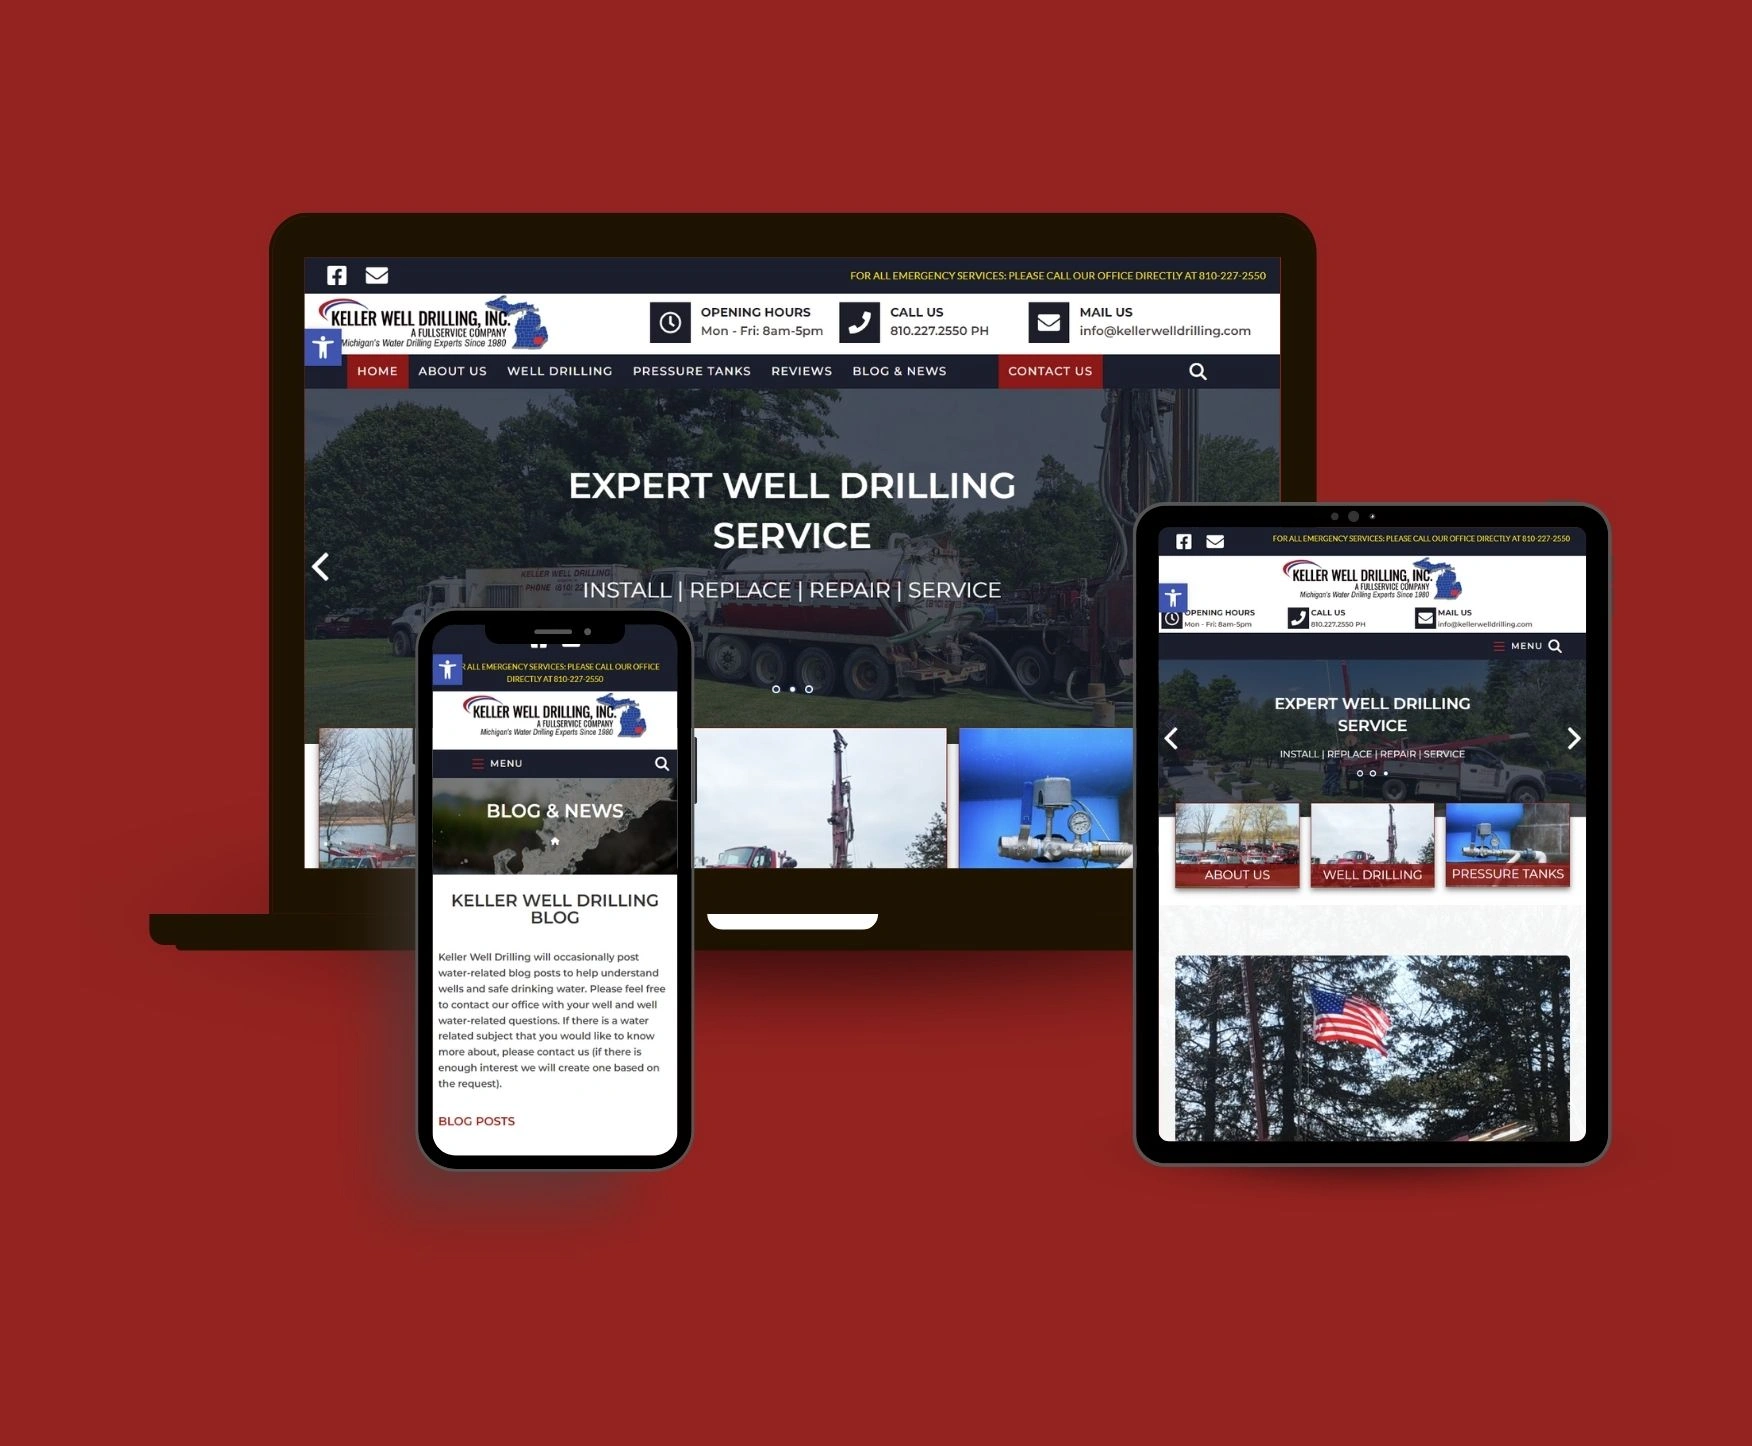 FOR ALL EMERGENCY SERVICES: PLEASE CALL OUR OFFICE DIRECTLY AT 810-227-2550
KELLER WELL DRILLING, INC.
A FULLSERVICE COMPANY
Michigan's Water Drilling Experts Since 1980
OPENING HOURS
Mon - Fri: 8am-5pm
CALL US
810.227.2550 PH
MAIL US
info@kellerwelldrilling.com
HOME ABOUT US WELL DRILLING PRESSURE TANKS REVIEWS BLOG & NEWS CONTACT US
EXPERT WELL DRILLING
SERVICE
KELLER WELL DRILLING
PHONE (810)
INSTALL | REPLACE | REPAIR | SERVICE
ALL EMERGENCY SERVICES: PLEASE CALL OUR OFFICE
DIRECTLY AT 810-227-2550
KELLER WELL DRILLING, INC.
A FULLSERVICE COMPANY
Michigan's Water Drilling Experts Since 1980
MENU
BLOG & NEWS
KELLER WELL DRILLING
BLOG
Keller Well Drilling will occasionally post
water-related blog posts to help understand
wells and safe drinking water. Please feel free
to contact our office with your well and well
water-related questions. If there is a water
related subject that you would like to know
more about, please contact us (if there is
enough interest we will create one based on
the request).
BLOG POSTS
FOR ALL EMERGENCY SERVICES: PLEASE CALL OUR OFFICE DIRECTLY AT 810-227-2550
KELLER WELL DRILLING, INC.
A FULLSERVICE COMPANY
Michigan's Water Drilling Experts Since 1980
OPENING HOURS
Mon - Fri: 8am-5pm
CALL US
810.227.2550 PH
MAIL US
info@kellerwelldrilling.com
MENU
EXPERT WELL DRILLING
SERVICE
INSTALL | REPLACE | REPAIR | SERVICE
ABOUT US
WELL DRILLING
PRESSURE TANKS